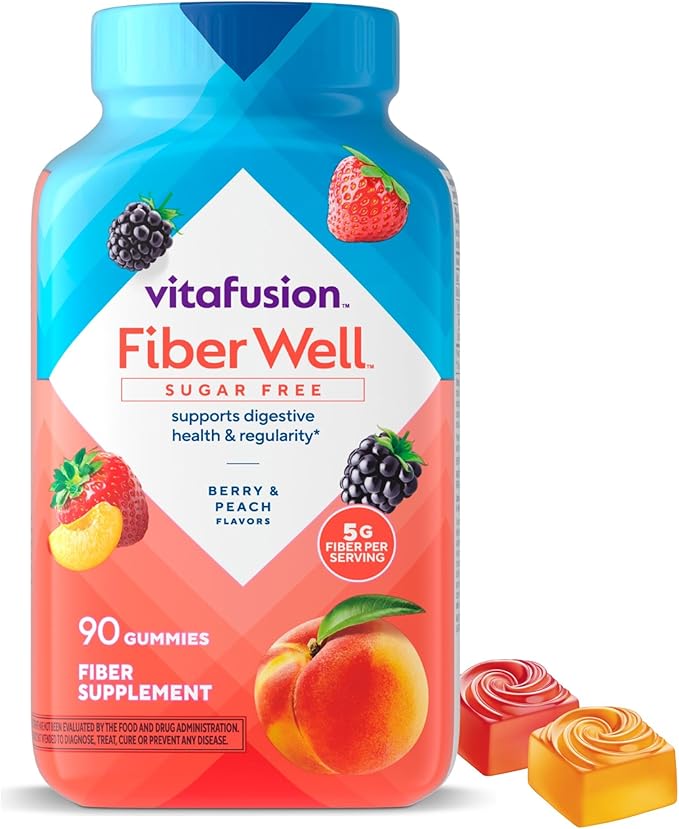 vitafusion™
Fiber Well™
SUGAR FREE
supports digestive
health & regularity*
BERRY &
PEACH
FLAVORS
5G
FIBER PER
SERVING
90 GUMMIES
FIBER
SUPPLEMENT
NOT BEEN EVALUATED BY THE FOOD AND DRUG ADMINISTRATION.
INTENDED TO DIAGNOSE, TREAT, CURE OR PREVENT ANY DISEASE.